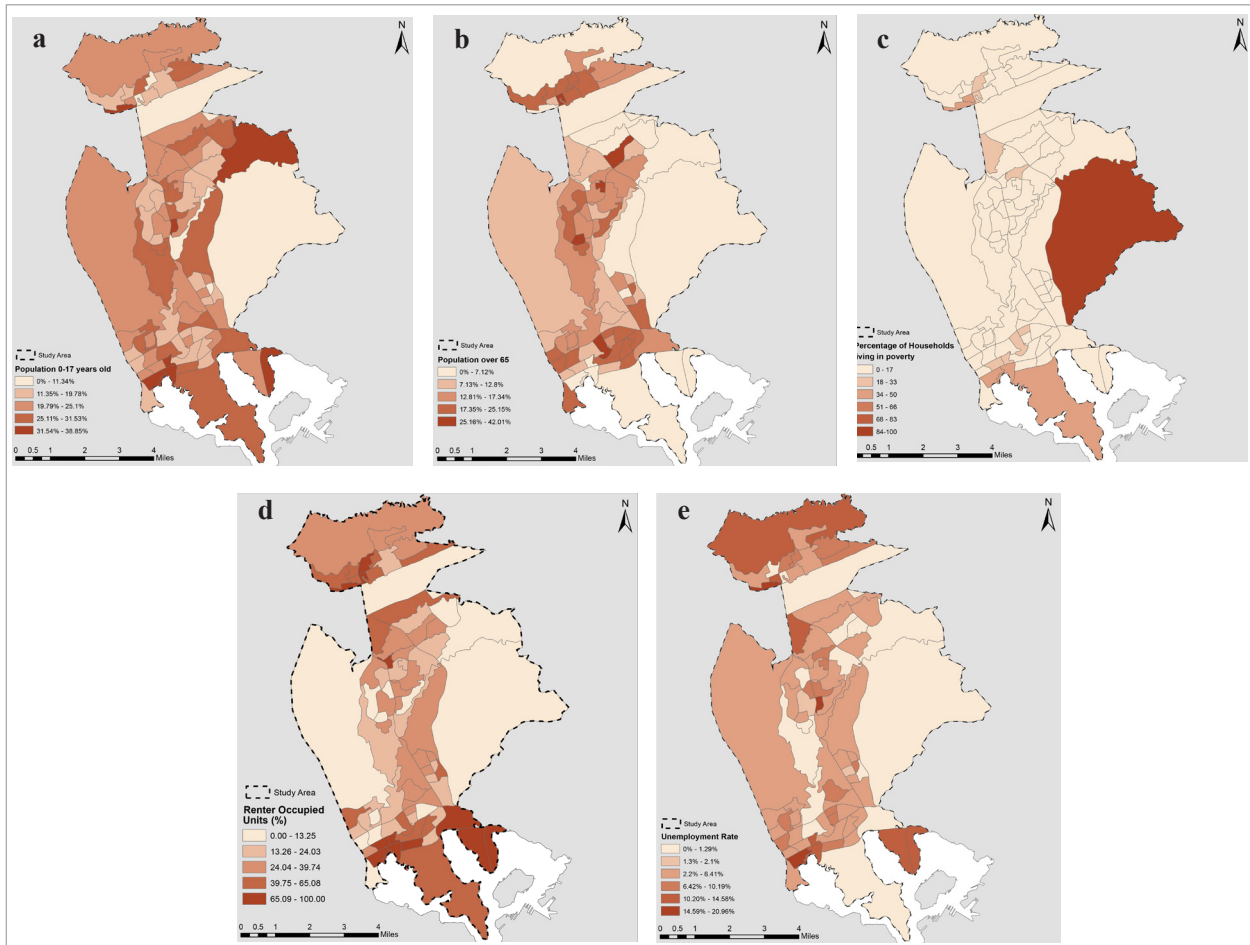 a
N
Study Area
Population 0-17 years old
0% - 11.34%
11.35% - 19.78%
19.79% - 25.1%
25.11% - 31.53%
31.54% - 38.85%
0 0.5 1 2 3 4
Miles
b
N
Study Area
Population over 65
0% - 7.12%
7.13% - 12.8%
12.81% - 17.34%
17.35% - 25.15%
25.16% - 42.01%
0 0.5 1 2 3 4
Miles
c
N
Study Area
Percentage of Households
living in poverty
0 - 17
18 - 33
34 - 50
51 - 66
68 - 83
84-100
0 0.5 1 2 3 4
Miles
d
N
Study Area
Renter Occupied
Units (%)
0.00 - 13.25
13.26 - 24.03
24.04 - 39.74
39.75 - 65.08
65.09 - 100.00
0 0.5 1 2 3 4
Miles
e
N
Study Area
Unemployment Rate
0% - 1.29%
1.3% - 2.1%
2.2% - 6.41%
6.42% - 10.19%
10.20% - 14.58%
14.59% - 20.96%
0 0.5 1 2 3 4
Miles